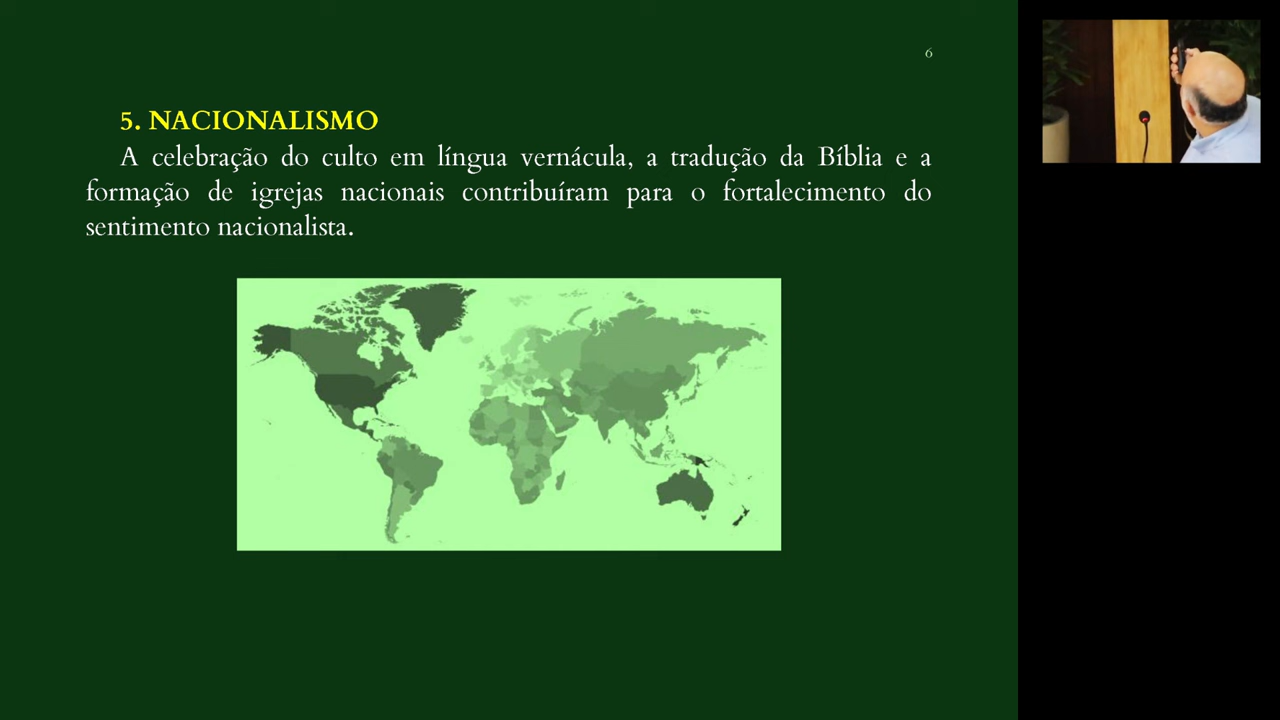 6
5. NACIONALISMO
A celebração do culto em língua vernácula, a tradução da Bíblia e a
formação de igrejas nacionais contribuíram para o fortalecimento do
sentimento nacionalista.